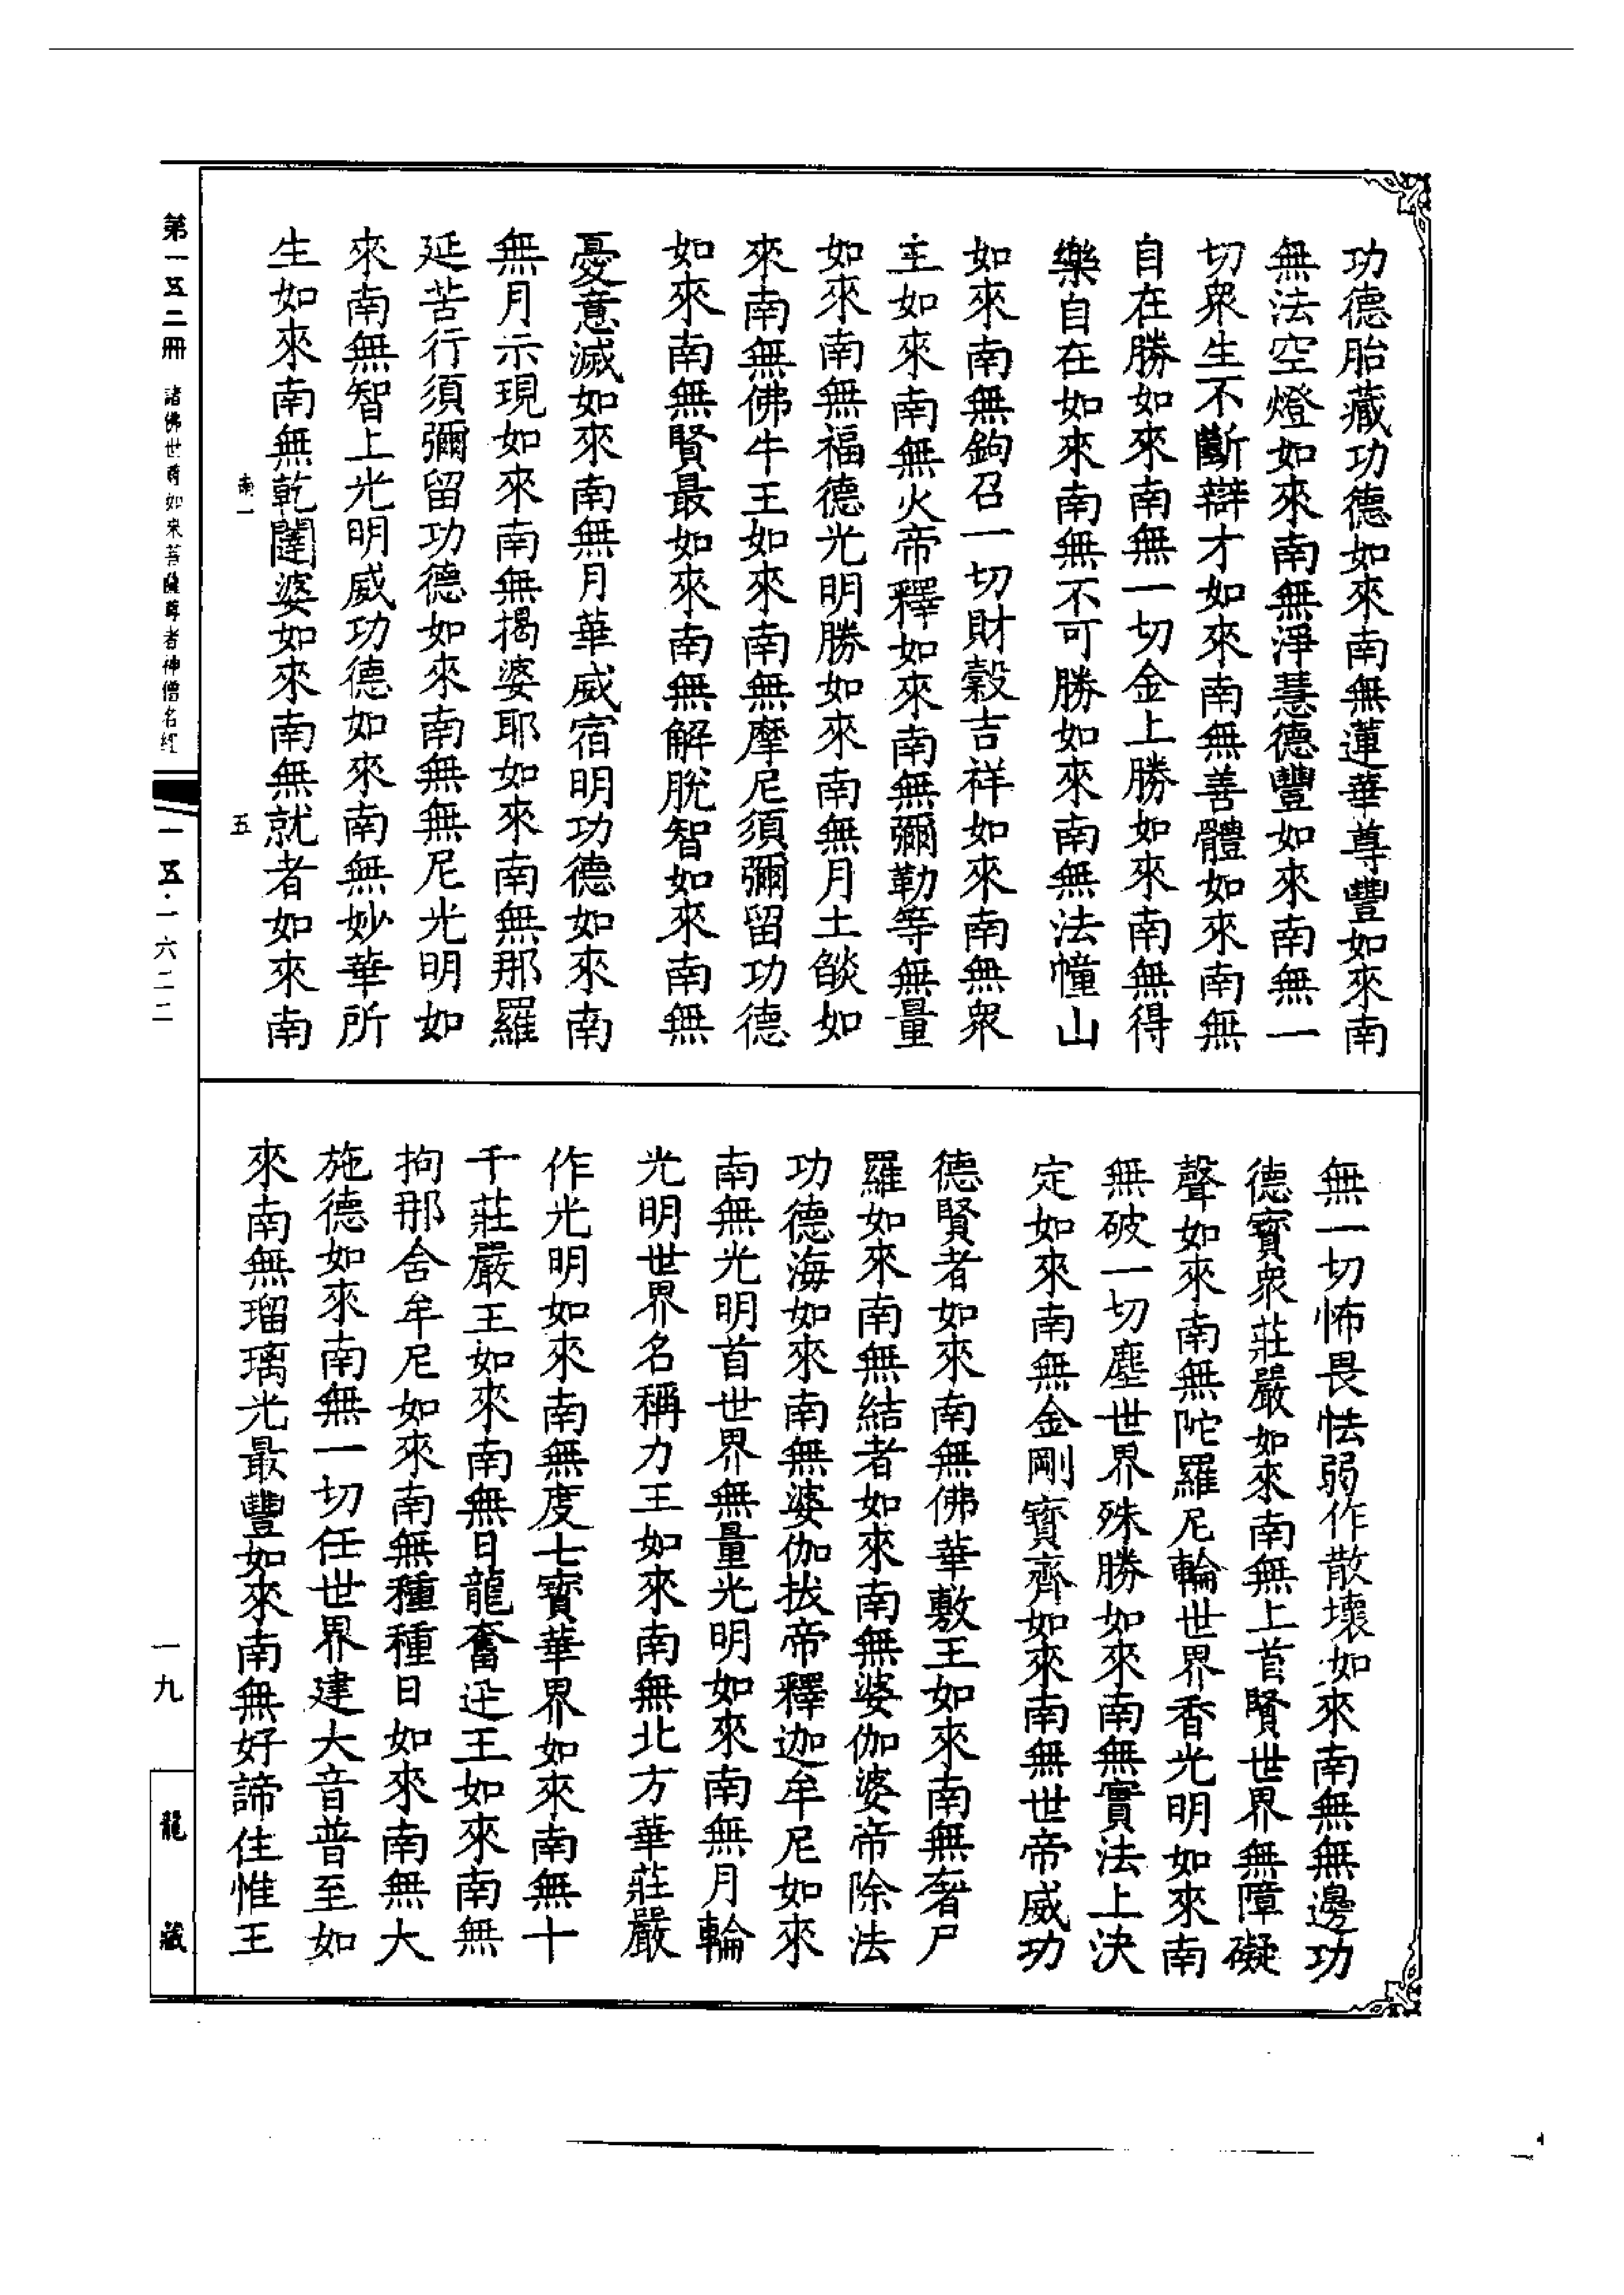 功德胎藏功德如來南無蓮華尊豐如來南
無法空燈如來南無淨慧德豐如來南無一
切眾生不斷辯才如來南無善體如來南無
自在勝如來南無一切金上勝如來南無得
樂自在如來南無不可勝如來南無法幢山
如來南無鉤召一切財穀吉祥如來南無眾
主如來南無火帝釋如來南無彌勒等無量
如來南無福德光明勝如來南無月土燄如
來南無佛牛王如來南無摩尼須彌留功德
如來南無賢最如來南無解脫智如來南無
憂意滅如來南無月華威宿明功德如來南
無月示現如來南無揭婆耶如來南無那羅
延苦行須彌留功德如來南無無尼光明如
來南無智上光明威功德如來南無妙華所
生如來南無乾闥婆如來南無就者如來南
無一切怖畏怯弱作散壞如來南無無邊功
德寶衆莊嚴如來南無上首賢世界無障礙
聲如來南無陀羅尼輪世界香光明如來南
無破一切塵世界殊勝如來南無實法上決
定如來南無金剛寶齊如來南無世帝威功
德賢者如來南無佛華敷王如來南無奢尸
羅如來南無結者如來南無婆伽婆帝除法
功德海如來南無婆伽拔帝釋迦牟尼如來
南無光明首世界無量光明如來南無月輪
光明世界名稱力王如來南無北方華莊嚴
作光明如來南無度七寶華界如來南無十
千莊嚴王如來南無日龍奮迅王如來南無
拘那舍牟尼如來南無種種日如來南無大
施德如來南無一切任世界建大音普至如
來南無瑠璃光最豐如來南無好諦住惟王
南一
五
第一五二冊 諸佛世尊如來菩薩尊者神僧名經
一五·一六二二
一九
龍藏